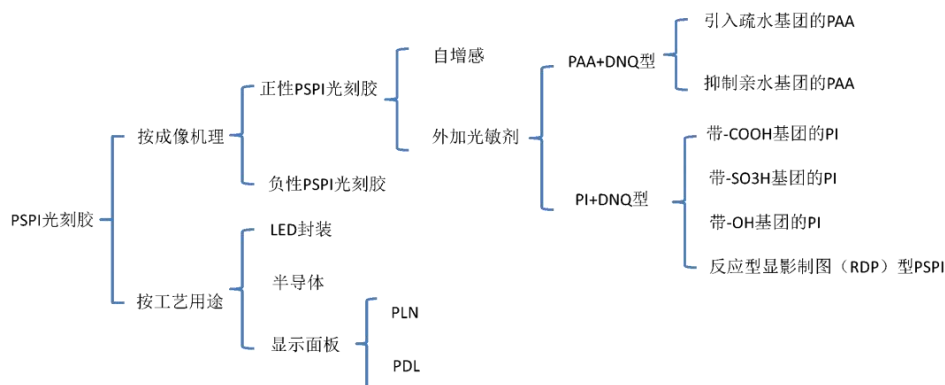 PSPI光刻胶
按成像机理
正性PSPI光刻胶
自增感
外加光敏剂
PAA+DNQ型
引入疏水基团的PAA
抑制亲水基团的PAA
PI+DNQ型
带-COOH基团的PI
带-SO3H基团的PI
带-OH基团的PI
反应型显影制图（RDP）型PSPI
负性PSPI光刻胶
按工艺用途
LED封装
半导体
显示面板
PLN
PDL